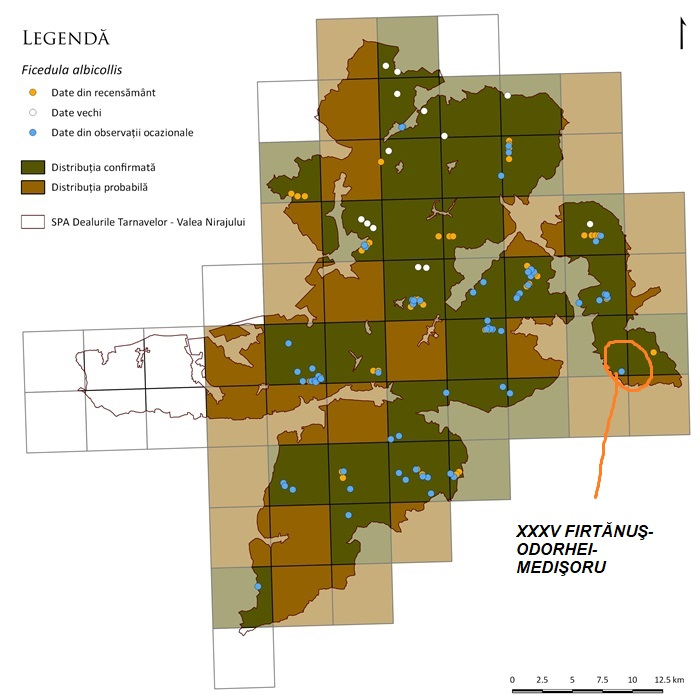 LEGENDĂ
Ficedula albicollis
Date din recensământ
Date vechi
Date din observații ocazionale
Distribuția confirmată
Distribuția probabilă
SPA Dealurile Tarnavelor - Valea Nirajului
XXXV FIRTĂNUŞ-
ODORHEI-
MEDIŞORU
0 2.5 5 7.5 10 12.5 km